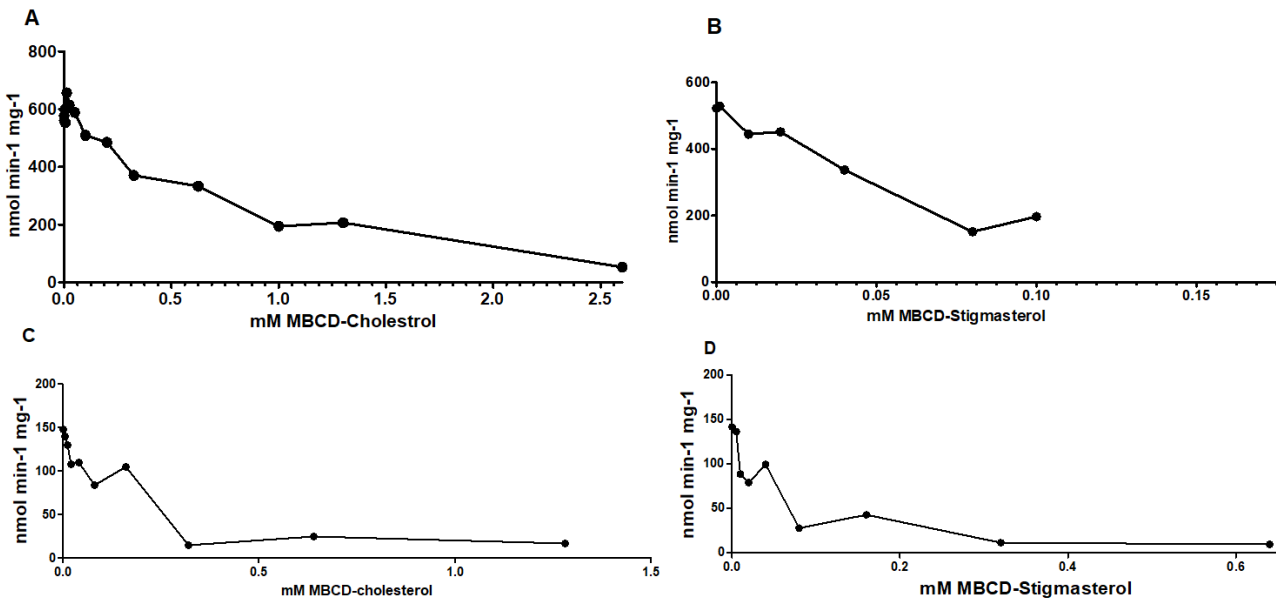 A
800
600
400
200
0
0.0 0.5 1.0 1.5 2.0 2.5
nmol min-1 mg-1
mM MBCD-Cholestrol
B
600
400
200
0
0.00 0.05 0.10 0.15
nmol min-1 mg-1
mM MBCD-Stigmasterol
C
200
150
100
50
0
0.0 0.5 1.0 1.5
nmol min-1 mg-1
mM MBCD-cholesterol
D
200
150
100
50
0
0.0 0.2 0.4 0.6
nmol min-1 mg-1
mM MBCD-Stigmasterol